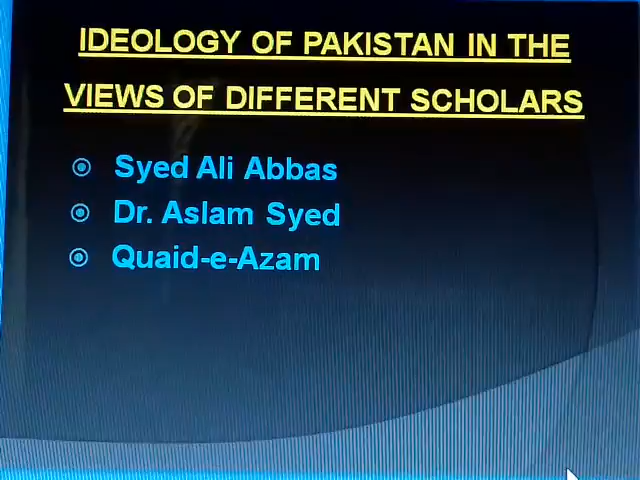 IDEOLOGY OF PAKISTAN IN THE
VIEWS OF DIFFERENT SCHOLARS
Syed Ali Abbas
Dr. Aslam Syed
Quaid-e-Azam